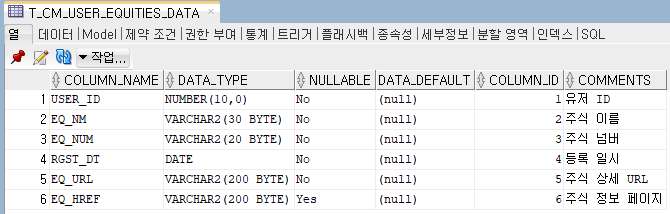 T_CM_USER_EQUITIES_DATA
열 데이터 Model 제약 조건 권한 부여 통계 트리거 플래시백 종속성 세부정보 분할 영역 인덱스 SQL
작업...
COLUMN_NAME DATA_TYPE NULLABLE DATA_DEFAULT COLUMN_ID COMMENTS
1 USER_ID NUMBER(10,0) No (null) 1 유저 ID
2 EQ_NM VARCHAR2(30 BYTE) No (null) 2 주식 이름
3 EQ_NUM VARCHAR2(20 BYTE) No (null) 3 주식 넘버
4 RGST_DT DATE No (null) 4 등록 일시
5 EQ_URL VARCHAR2(200 BYTE) No (null) 5 주식 상세 URL
6 EQ_HREF VARCHAR2(200 BYTE) Yes (null) 6 주식 정보 페이지